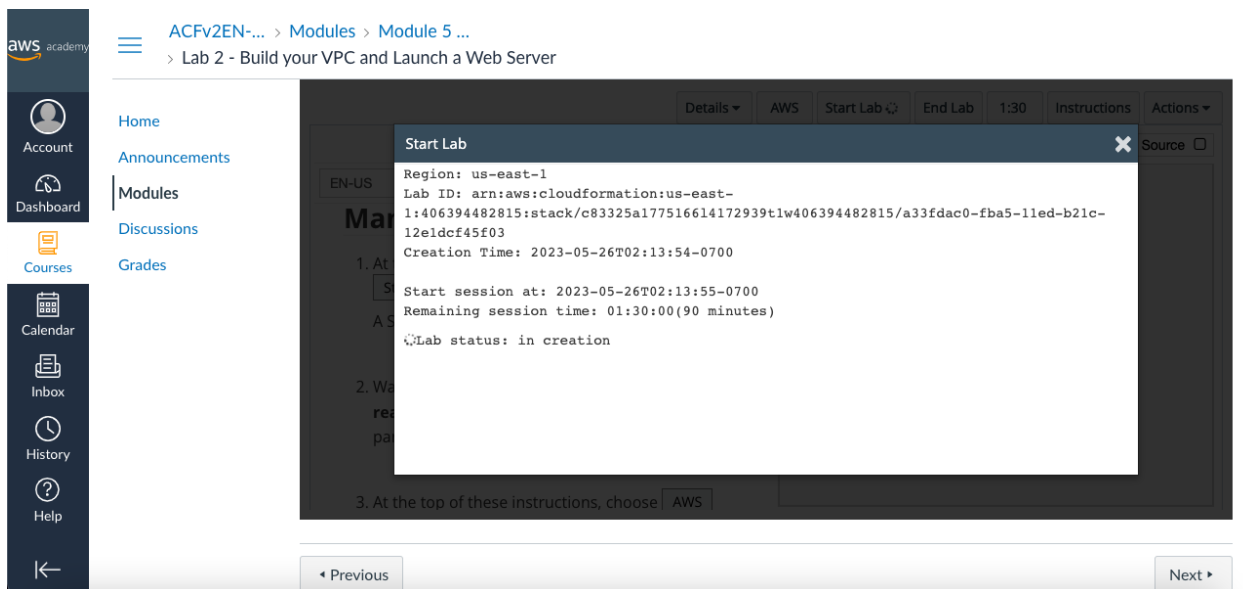 aws academy
ACFv2EN-... > Modules > Module 5 ...
> Lab 2 - Build your VPC and Launch a Web Server
Account
Dashboard
Courses
Calendar
Inbox
History
Help
Home
Announcements
Modules
Discussions
Grades
Details AWS Start Lab End Lab 1:30 Instructions Actions
Source
EN-US
Start Lab
Region: us-east-1
Lab ID: arn:aws:cloudformation:us-east-
1:406394482815:stack/c83325a177516614172939t1w406394482815/a33fdac0-fba5-11ed-b21c-
12e1dcf45f03
Creation Time: 2023-05-26T02:13:54-0700
Start session at: 2023-05-26T02:13:55-0700
Remaining session time: 01:30:00(90 minutes)
Lab status: in creation
1. At
A S
2. Wa
3. At the top of these instructions, choose AWS
Previous
Next